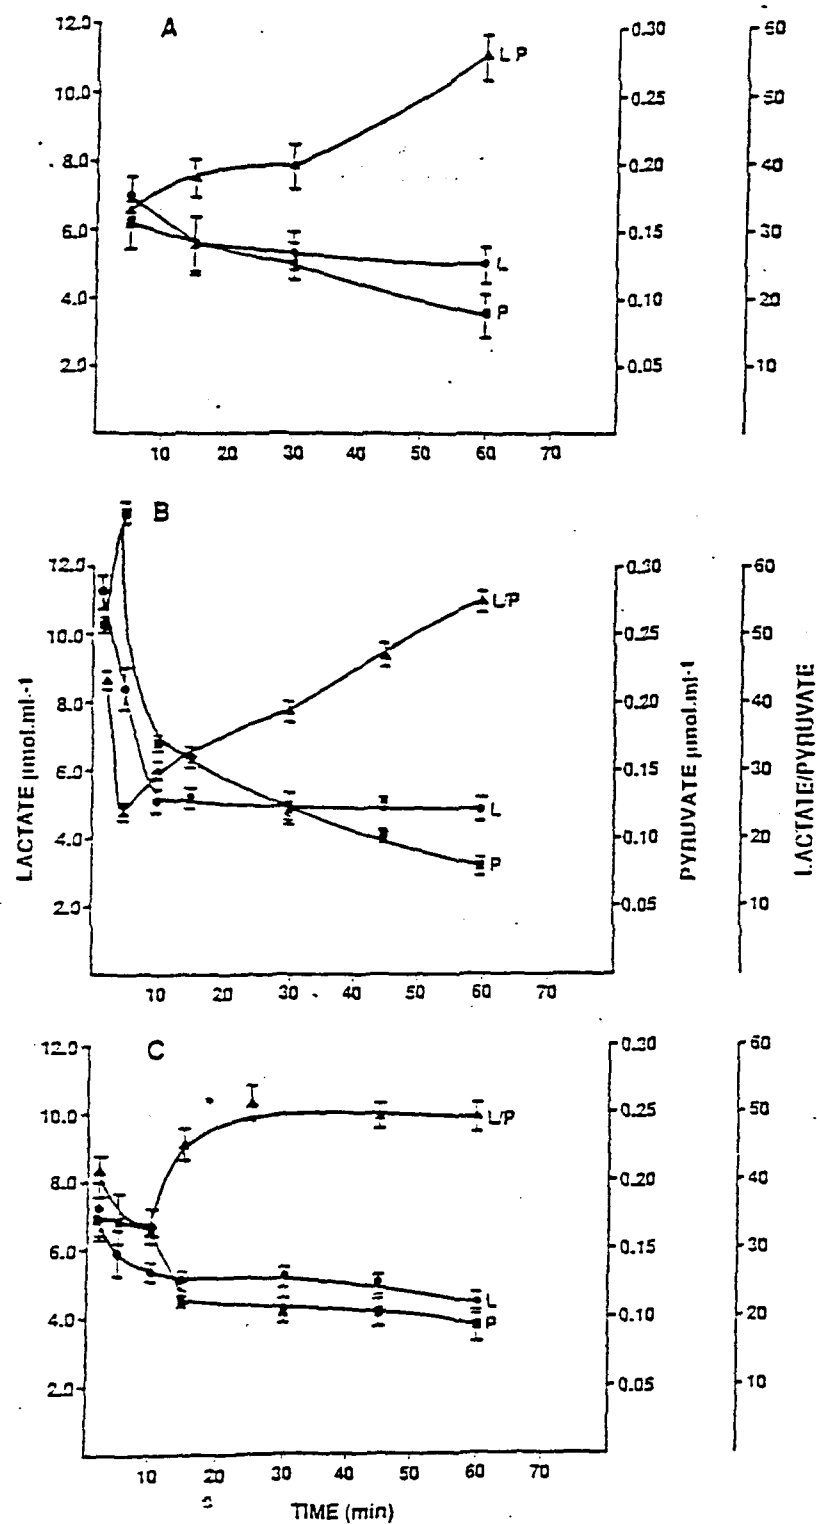 A
12.0
10.0
8.0
6.0
4.0
2.0
L/P
L
P
0.30
0.25
0.20
0.15
0.10
0.05
60
50
40
30
20
10
10 20 30 40 50 60 70
B
12.0
10.0
8.0
6.0
4.0
2.0
LACTATE µmol.ml-1
L/P
L
P
0.30
0.25
0.20
0.15
0.10
0.05
PYRUVATE µmol.ml-1
60
50
40
30
20
10
LACTATE/PYRUVATE
10 20 30 40 50 60 70
C
12.0
10.0
8.0
6.0
4.0
2.0
L/P
L
P
0.30
0.25
0.20
0.15
0.10
0.05
60
50
40
30
20
10
10 20 30 40 50 60 70
TIME (min)